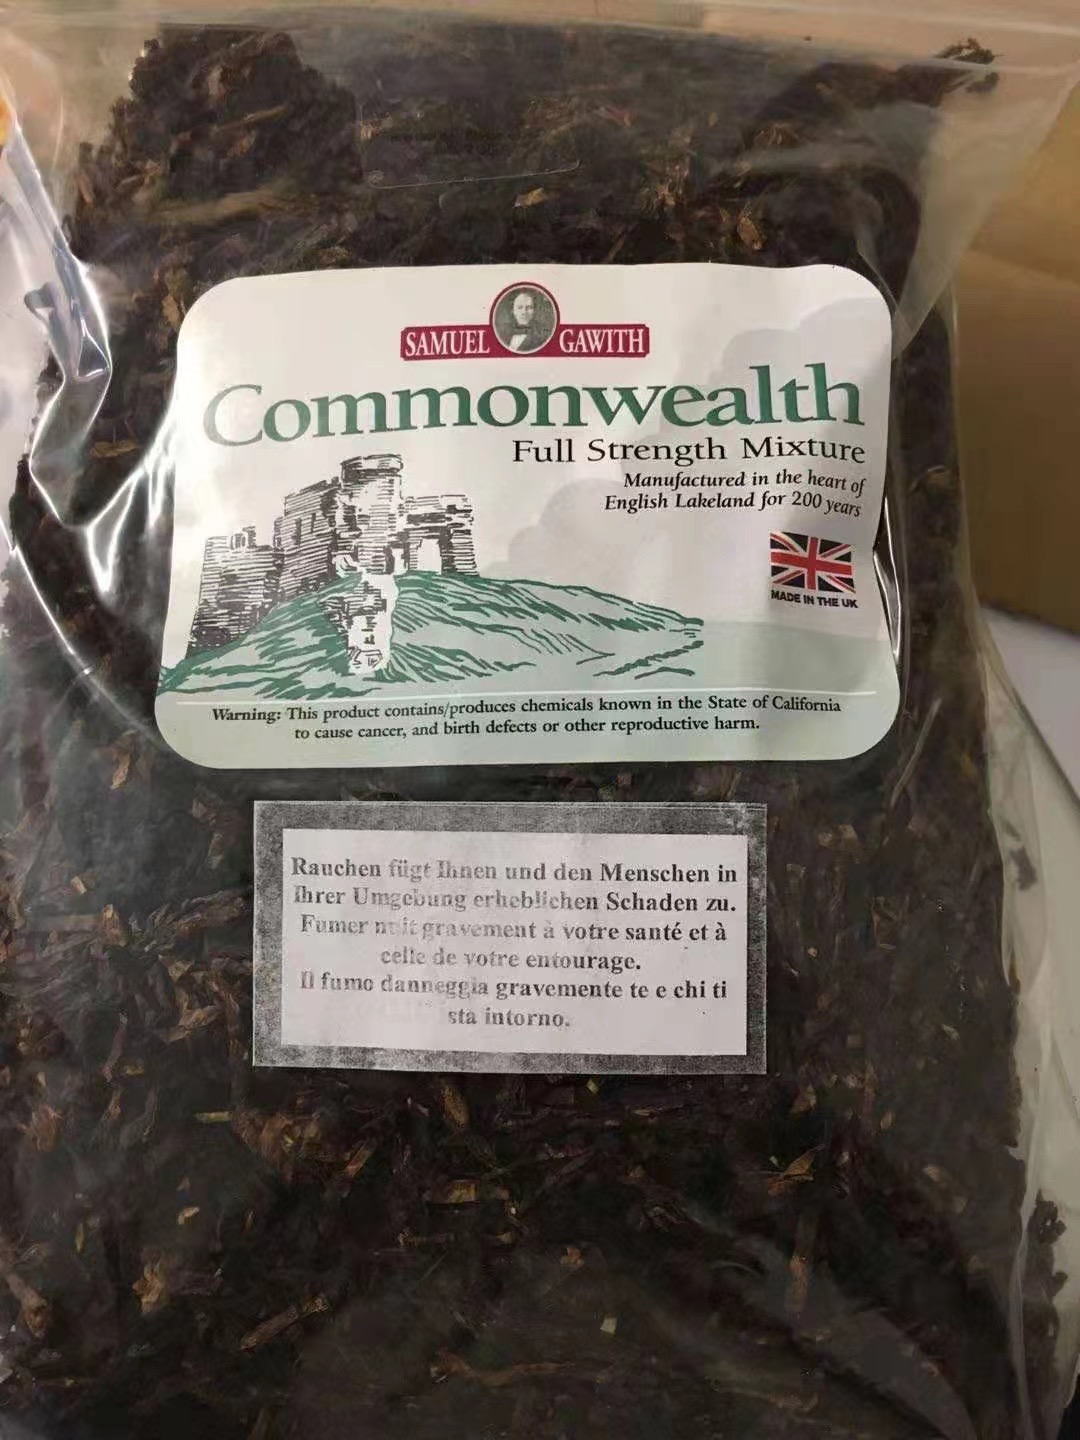 SAMUEL GAWITH
Commonwealth
Full Strength Mixture
Manufactured in the heart of
English Lakeland for 200 years
MADE IN THE UK
Warning: This product contains/produces chemicals known in the State of California
to cause cancer, and birth defects or other reproductive harm.
Rauchen fügt Ihnen und den Menschen in
Ihrer Umgebung erheblichen Schaden zu.
Fumer nuit gravement à votre santé et à
celle de votre entourage.
Il fumo danneggia gravemente te e chi ti
sta intorno.